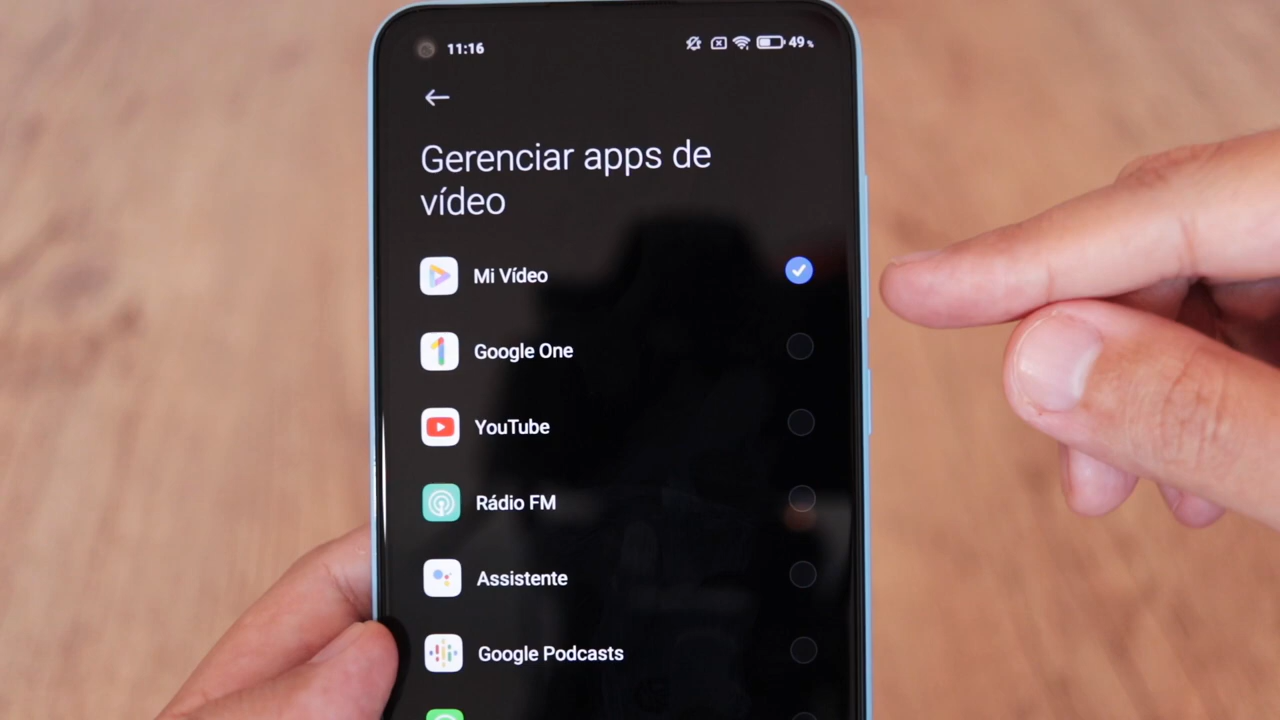 11:16
49%
Gerenciar apps de
vídeo
Mi Vídeo
Google One
YouTube
Rádio FM
Assistente
Google Podcasts